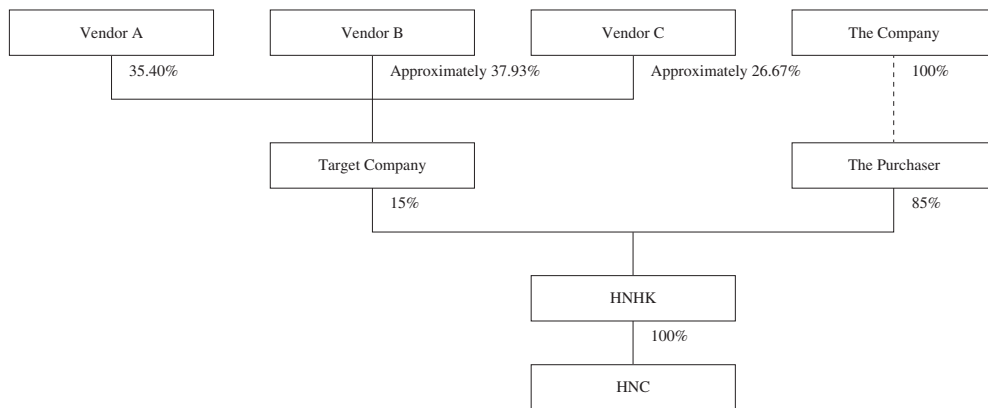 Vendor A
Vendor B
Vendor C
The Company
35.40%
Approximately 37.93%
Approximately 26.67%
100%
Target Company
The Purchaser
15%
85%
HNHK
100%
HNC